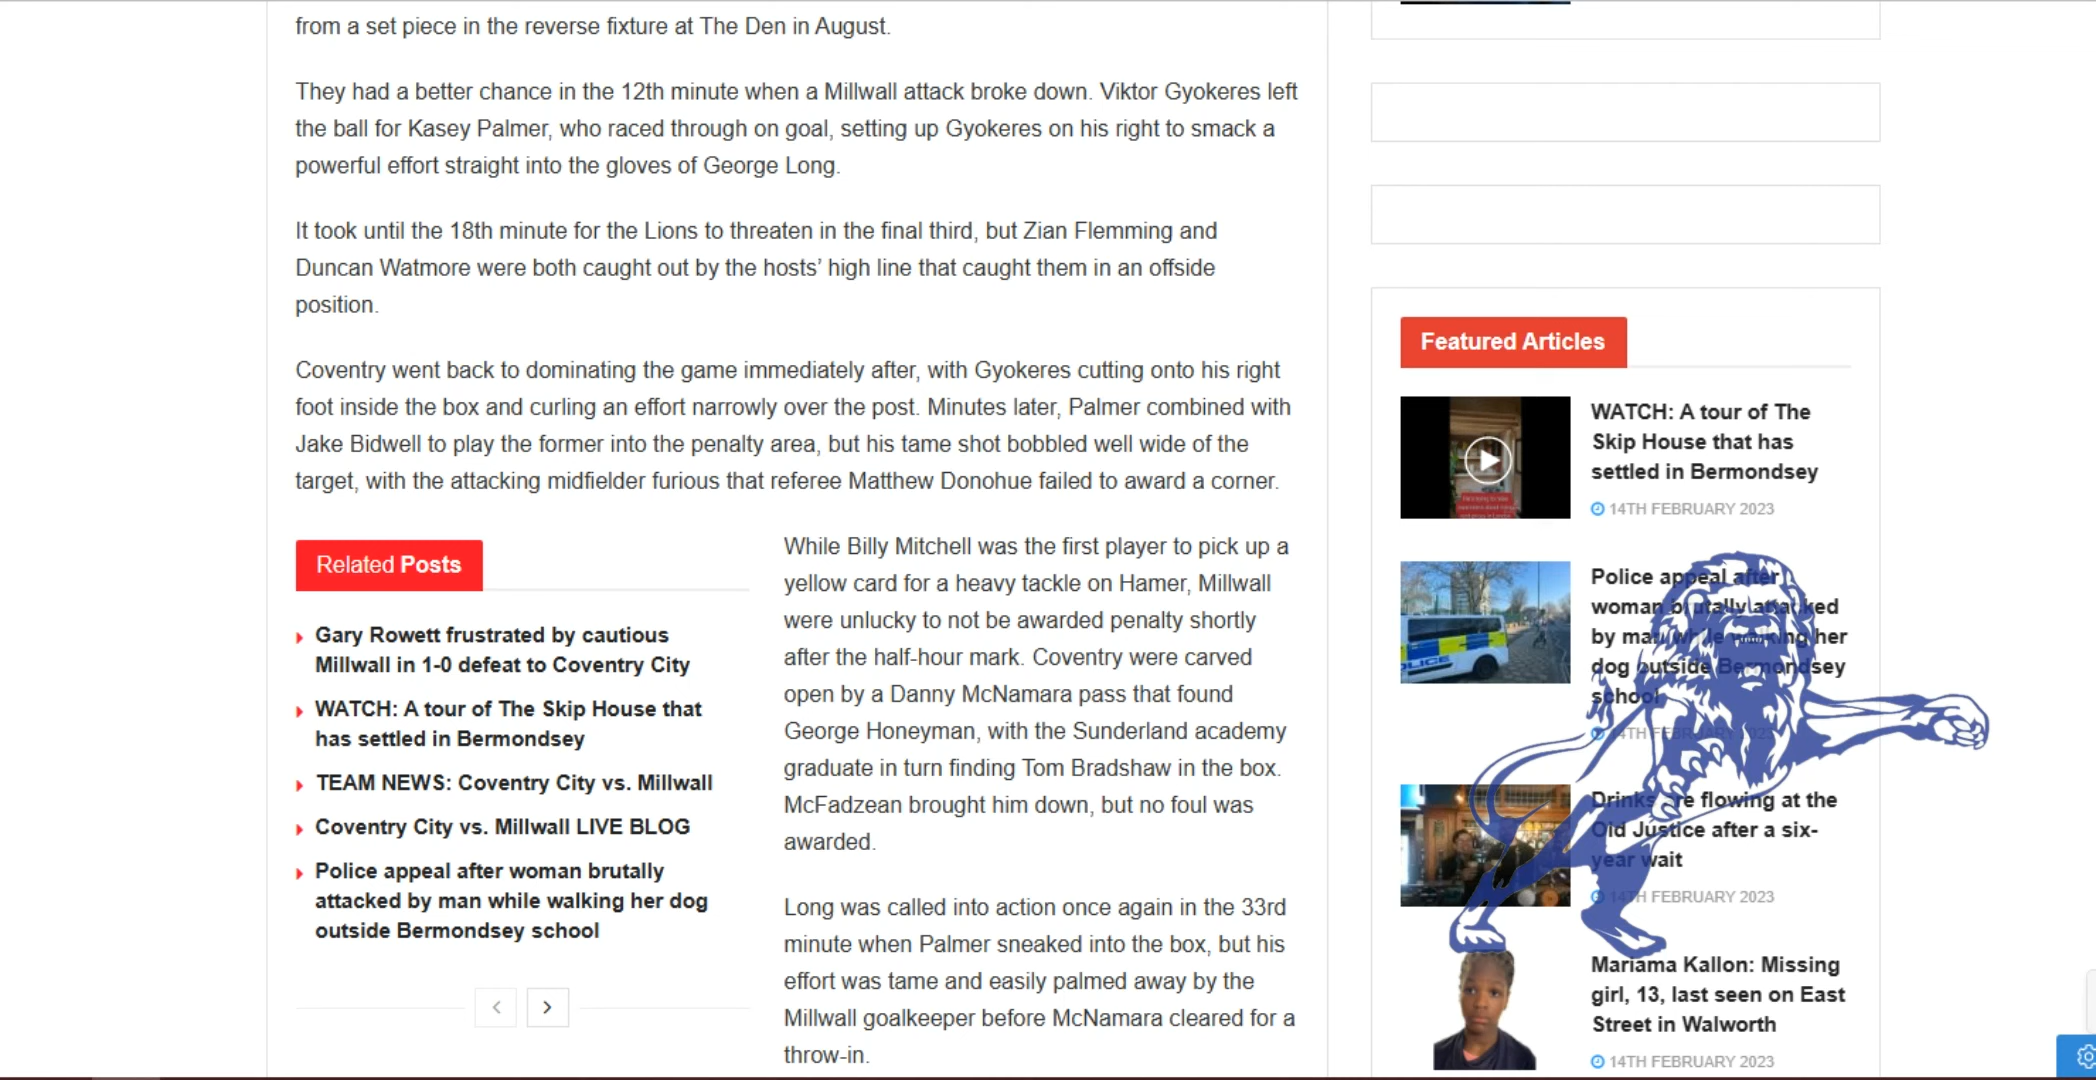 from a set piece in the reverse fixture at The Den in August.
They had a better chance in the 12th minute when a Millwall attack broke down. Viktor Gyokeres left
the ball for Kasey Palmer, who raced through on goal, setting up Gyokeres on his right to smack a
powerful effort straight into the gloves of George Long.
It took until the 18th minute for the Lions to threaten in the final third, but Zian Flemming and
Duncan Watmore were both caught out by the hosts’ high line that caught them in an offside
position.
Coventry went back to dominating the game immediately after, with Gyokeres cutting onto his right
foot inside the box and curling an effort narrowly over the post. Minutes later, Palmer combined with
Jake Bidwell to play the former into the penalty area, but his tame shot bobbled well wide of the
target, with the attacking midfielder furious that referee Matthew Donohue failed to award a corner.
Related Posts
Gary Rowett frustrated by cautious
Millwall in 1-0 defeat to Coventry City
WATCH: A tour of The Skip House that
has settled in Bermondsey
TEAM NEWS: Coventry City vs. Millwall
Coventry City vs. Millwall LIVE BLOG
Police appeal after woman brutally
attacked by man while walking her dog
outside Bermondsey school
While Billy Mitchell was the first player to pick up a
yellow card for a heavy tackle on Hamer, Millwall
were unlucky to not be awarded penalty shortly
after the half-hour mark. Coventry were carved
open by a Danny McNamara pass that found
George Honeyman, with the Sunderland academy
graduate in turn finding Tom Bradshaw in the box.
McFadzean brought him down, but no foul was
awarded.
Long was called into action once again in the 33rd
minute when Palmer sneaked into the box, but his
effort was tame and easily palmed away by the
Millwall goalkeeper before McNamara cleared for a
throw-in.
Featured Articles
WATCH: A tour of The
Skip House that has
settled in Bermondsey
14TH FEBRUARY 2023
Police appeal after
woman brutally attacked
by man while walking her
dog outside Bermondsey
school
14TH FEBRUARY 2023
Drinks are flowing at the
Old Justice after a six-
year wait
14TH FEBRUARY 2023
Mariama Kallon: Missing
girl, 13, last seen on East
Street in Walworth
14TH FEBRUARY 2023